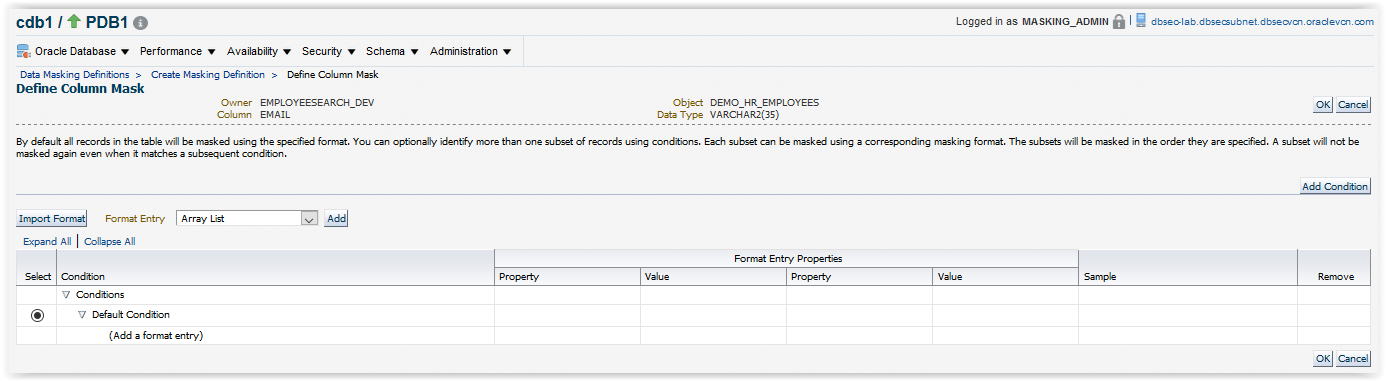 cdb1 / PDB1
Logged in as MASKING_ADMIN dbsec-lab.dbsecsubnet.dbsecvcn.oraclevcn.com
Oracle Database Performance Availability Security Schema Administration
Data Masking Definitions > Create Masking Definition > Define Column Mask
Define Column Mask
Owner EMPLOYEESEARCH_DEV Object DEMO_HR_EMPLOYEES
OK Cancel
Column EMAIL Data Type VARCHAR2(35)
By default all records in the table will be masked using the specified format. You can optionally identify more than one subset of records using conditions. Each subset can be masked using a corresponding masking format. The subsets will be masked in the order they are specified. A subset will not be
masked again even when it matches a subsequent condition.
Add Condition
Import Format Format Entry Array List Add
Expand All | Collapse All
Format Entry Properties
Select Condition Property Value Property Value Sample Remove
Conditions
Default Condition
(Add a format entry)
OK Cancel